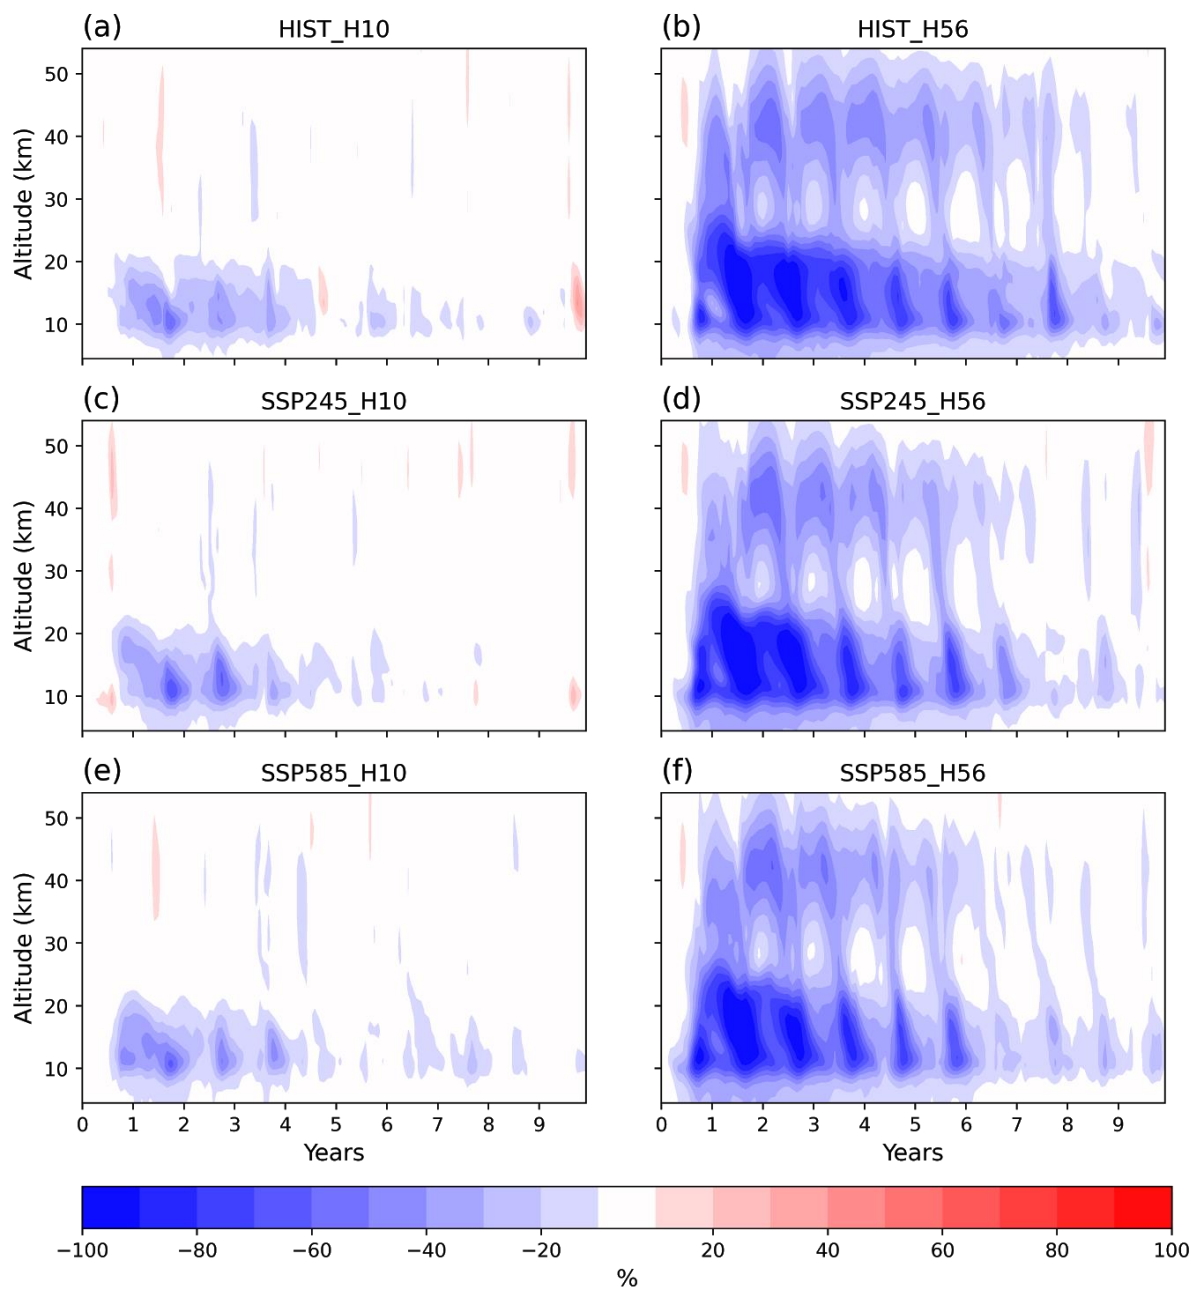 (a) HIST_H10
(b) HIST_H56
50
40
30
20
10
Altitude (km)
(c) SSP245_H10
(d) SSP245_H56
50
40
30
20
10
Altitude (km)
(e) SSP585_H10
(f) SSP585_H56
50
40
30
20
10
Altitude (km)
0 1 2 3 4 5 6 7 8 9
Years
0 1 2 3 4 5 6 7 8 9
Years
−100 −80 −60 −40 −20 20 40 60 80 100
%